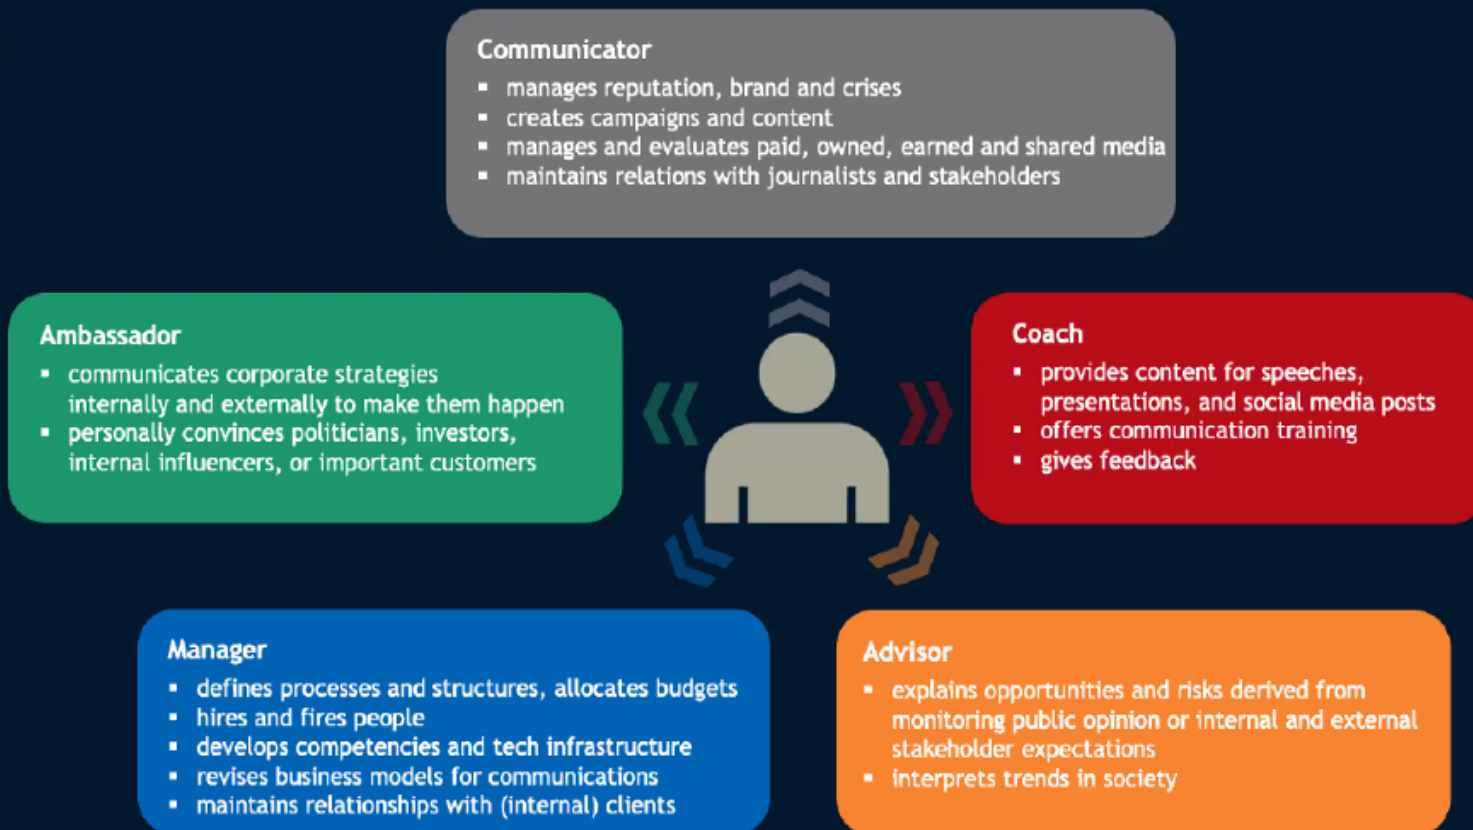 Communicator
▪ manages reputation, brand and crises
▪ creates campaigns and content
▪ manages and evaluates paid, owned, earned and shared media
▪ maintains relations with journalists and stakeholders
Ambassador
▪ communicates corporate strategies
internally and externally to make them happen
▪ personally convinces politicians, investors,
internal influencers, or important customers
Coach
▪ provides content for speeches,
presentations, and social media posts
▪ offers communication training
▪ gives feedback
Manager
▪ defines processes and structures, allocates budgets
▪ hires and fires people
▪ develops competencies and tech infrastructure
▪ revises business models for communications
▪ maintains relationships with (internal) clients
Advisor
▪ explains opportunities and risks derived from
monitoring public opinion or internal and external
stakeholder expectations
▪ interprets trends in society